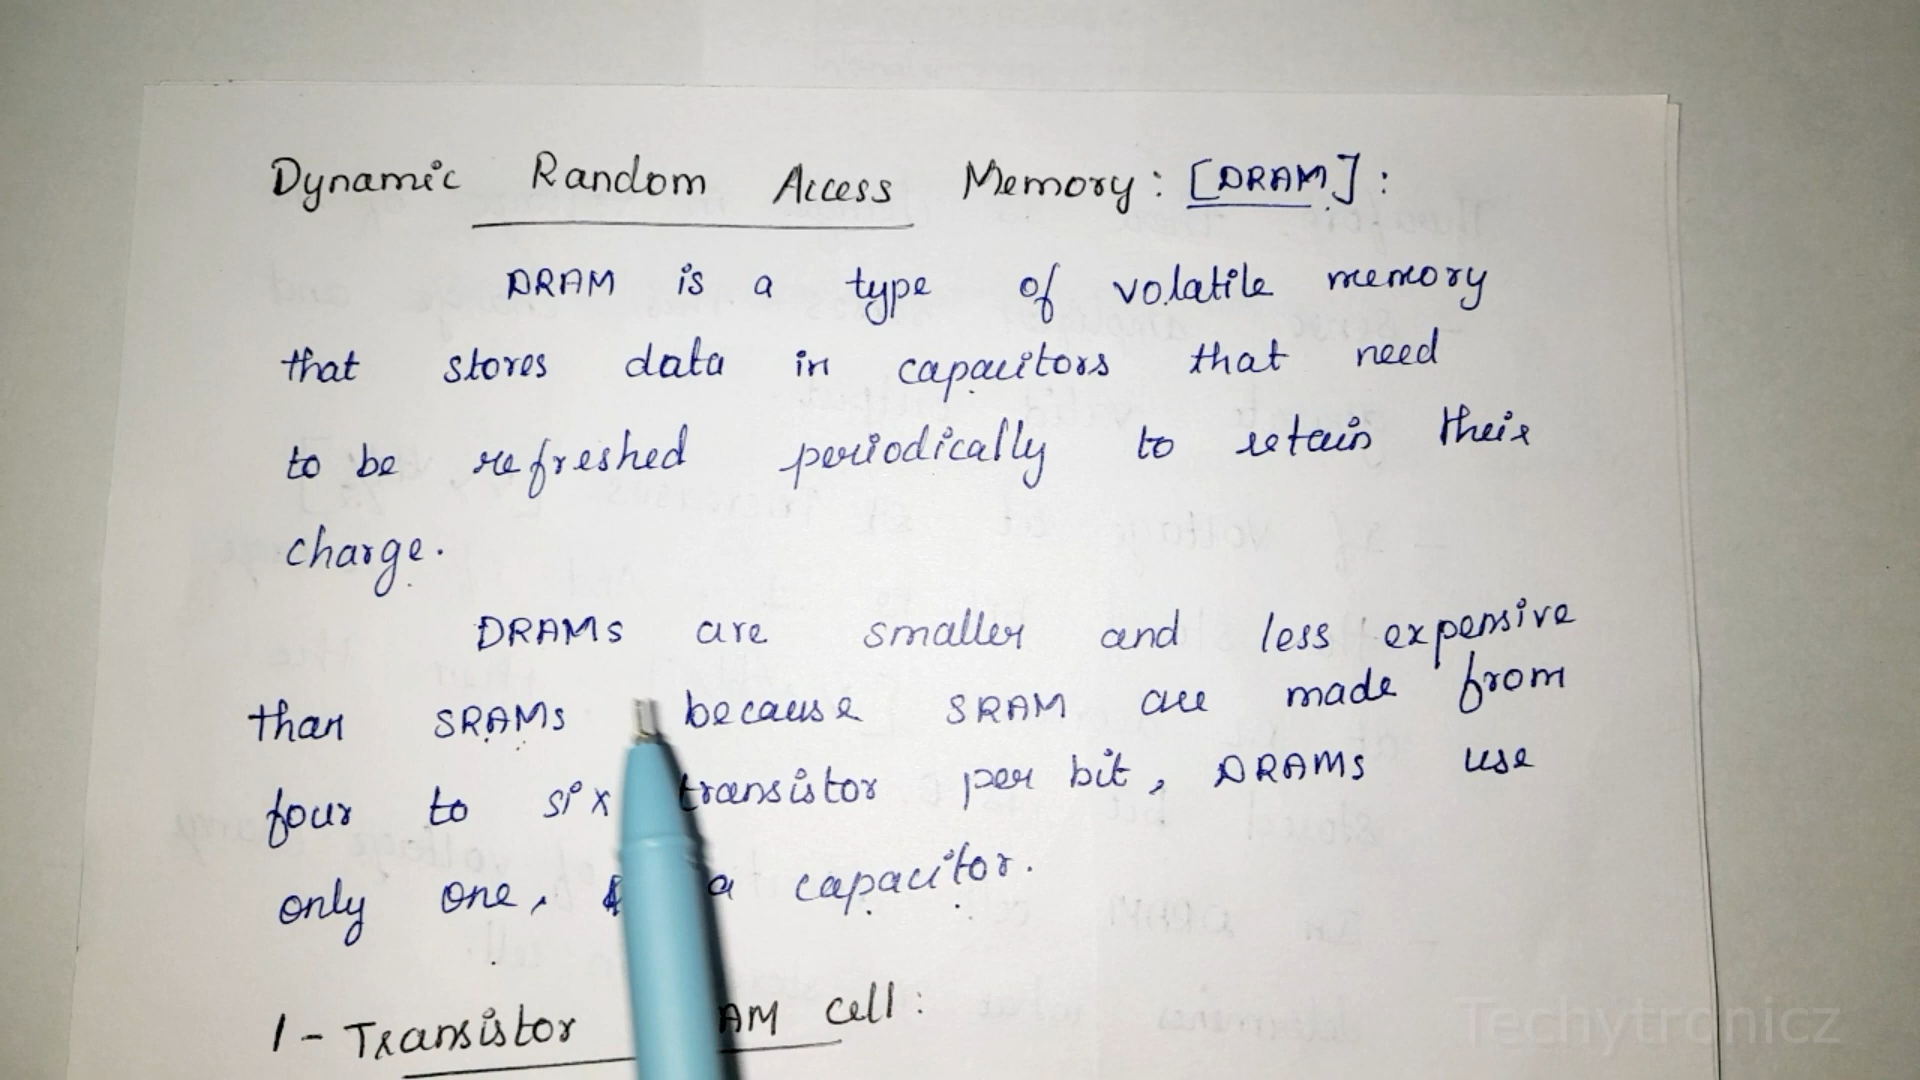 Dynamic Random Access Memory: [DRAM]:
DRAM is a type of volatile memory
that stores data in capacitors that need
to be refreshed periodically to retain their
charge.
DRAMs are smaller and less expensive
than SRAMs because SRAM are made from
four to six transistor per bit, DRAMs use
only one, a capacitor.
1-Transistor AM cell:
Techytronicz